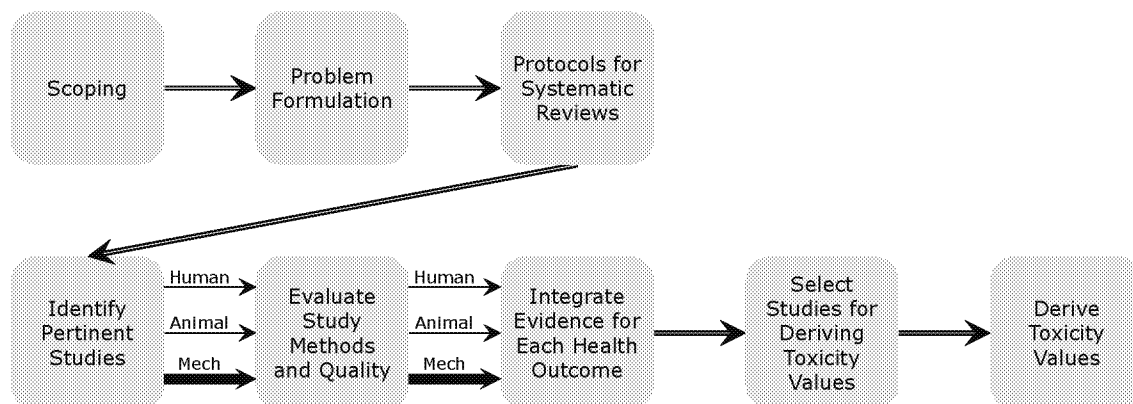 Scoping
Problem
Formulation
Protocols for
Systematic
Reviews
Identify
Pertinent
Studies
Human
Animal
Mech
Evaluate
Study
Methods
and Quality
Human
Animal
Mech
Integrate
Evidence for
Each Health
Outcome
Select
Studies for
Deriving
Toxicity
Values
Derive
Toxicity
Values